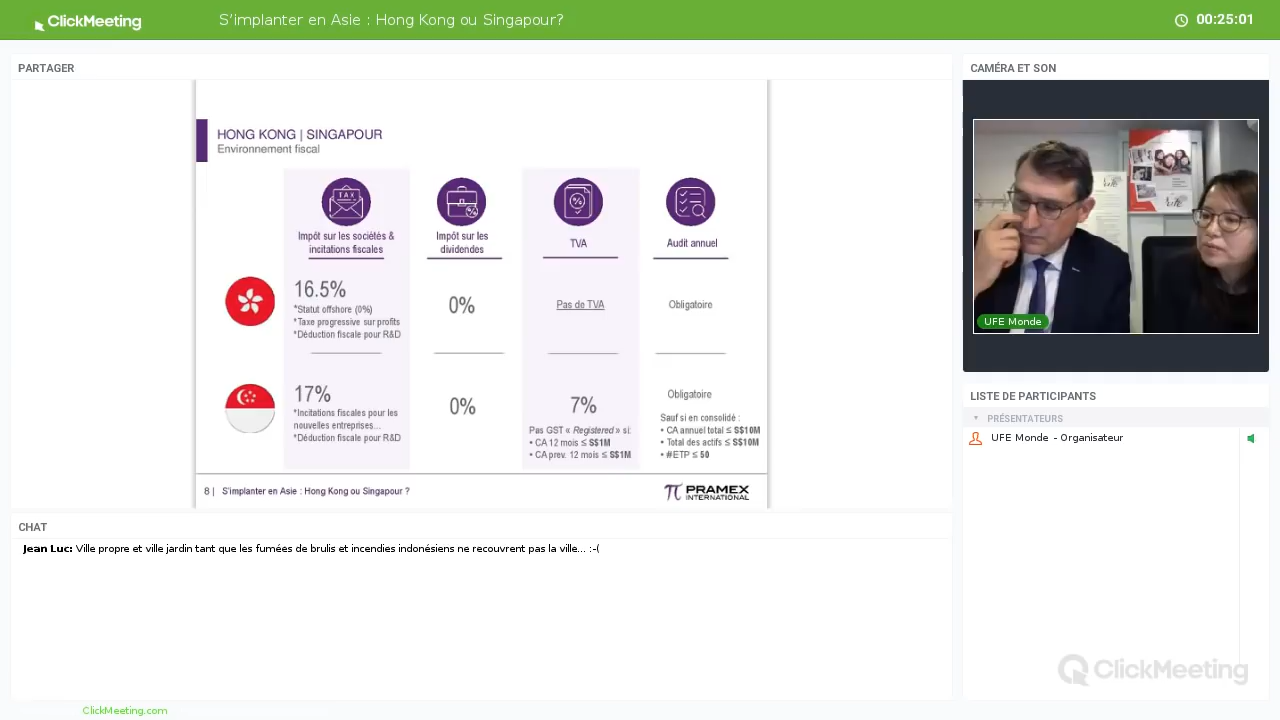 ClickMeeting
S'implanter en Asie : Hong Kong ou Singapour?
00:25:01
PARTAGER
HONG KONG | SINGAPOUR
Environnement fiscal
TAX
Impôt sur les sociétés &
incitations fiscales
Impôt sur les
dividendes
TVA
Audit annuel
16.5%
*Statut offshore (0%)
*Taxe progressive sur profits
*Déduction fiscale pour R&D
0%
Pas de TVA
Obligatoire
17%
*Incitations fiscales pour les
nouvelles entreprises...
*Déduction fiscale pour R&D
0%
7%
Pas GST « Registered » si:
• CA 12 mois ≤ S$1M
• CA prev. 12 mois ≤ S$1M
Obligatoire
Sauf si en consolidé :
• CA annuel total ≤ S$10M
• Total des actifs ≤ S$10M
• #ETP ≤ 50
8 | S'implanter en Asie : Hong Kong ou Singapour ?
PRAMEX
INTERNATIONAL
CAMÉRA ET SON
UFE Monde
LISTE DE PARTICIPANTS
PRÉSENTATEURS
UFE Monde - Organisateur
CHAT
Jean Luc: Ville propre et ville jardin tant que les fumées de brulis et incendies indonésiens ne recouvrent pas la ville... :-(
ClickMeeting
ClickMeeting.com